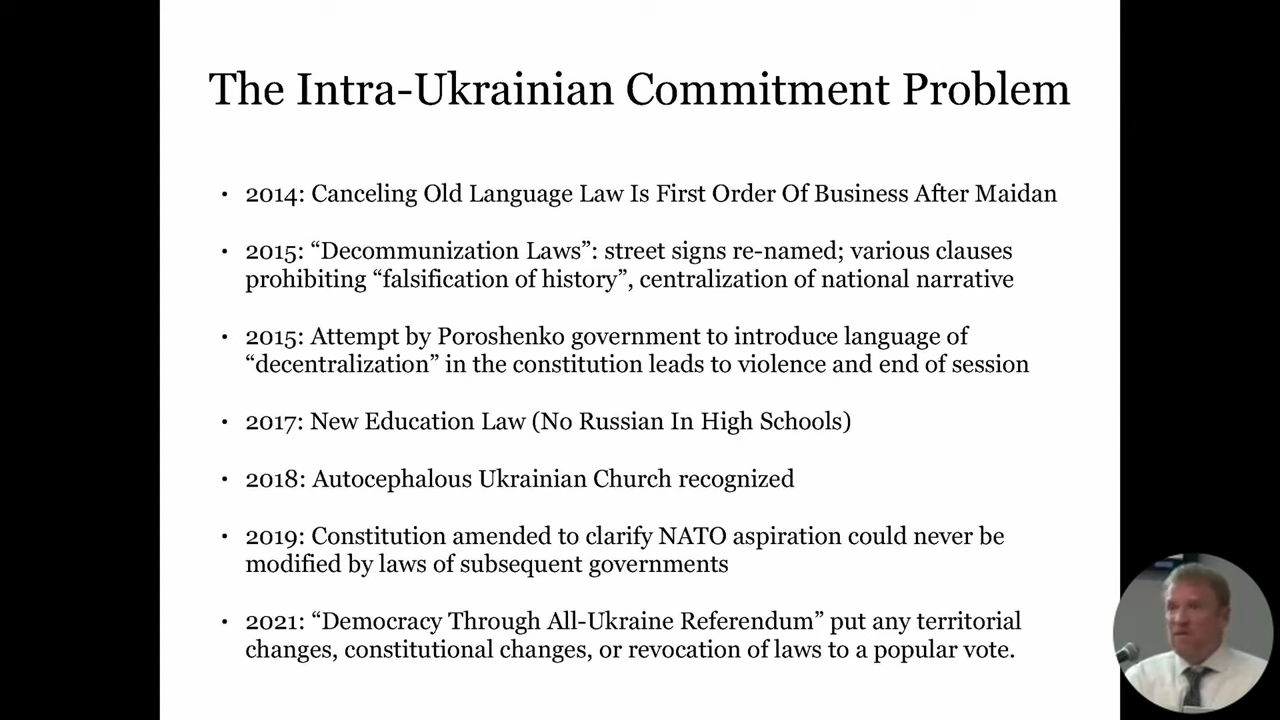 The Intra-Ukrainian Commitment Problem
• 2014: Canceling Old Language Law Is First Order Of Business After Maidan
• 2015: “Decommunization Laws”: street signs re-named; various clauses
prohibiting “falsification of history”, centralization of national narrative
• 2015: Attempt by Poroshenko government to introduce language of
“decentralization” in the constitution leads to violence and end of session
• 2017: New Education Law (No Russian In High Schools)
• 2018: Autocephalous Ukrainian Church recognized
• 2019: Constitution amended to clarify NATO aspiration could never be
modified by laws of subsequent governments
• 2021: “Democracy Through All-Ukraine Referendum” put any territorial
changes, constitutional changes, or revocation of laws to a popular vote.